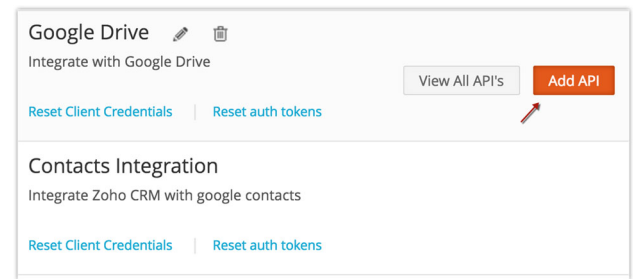 Google Drive
Integrate with Google Drive
View All API's
Add API
Reset Client Credentials
Reset auth tokens
Contacts Integration
Integrate Zoho CRM with google contacts
Reset Client Credentials
Reset auth tokens